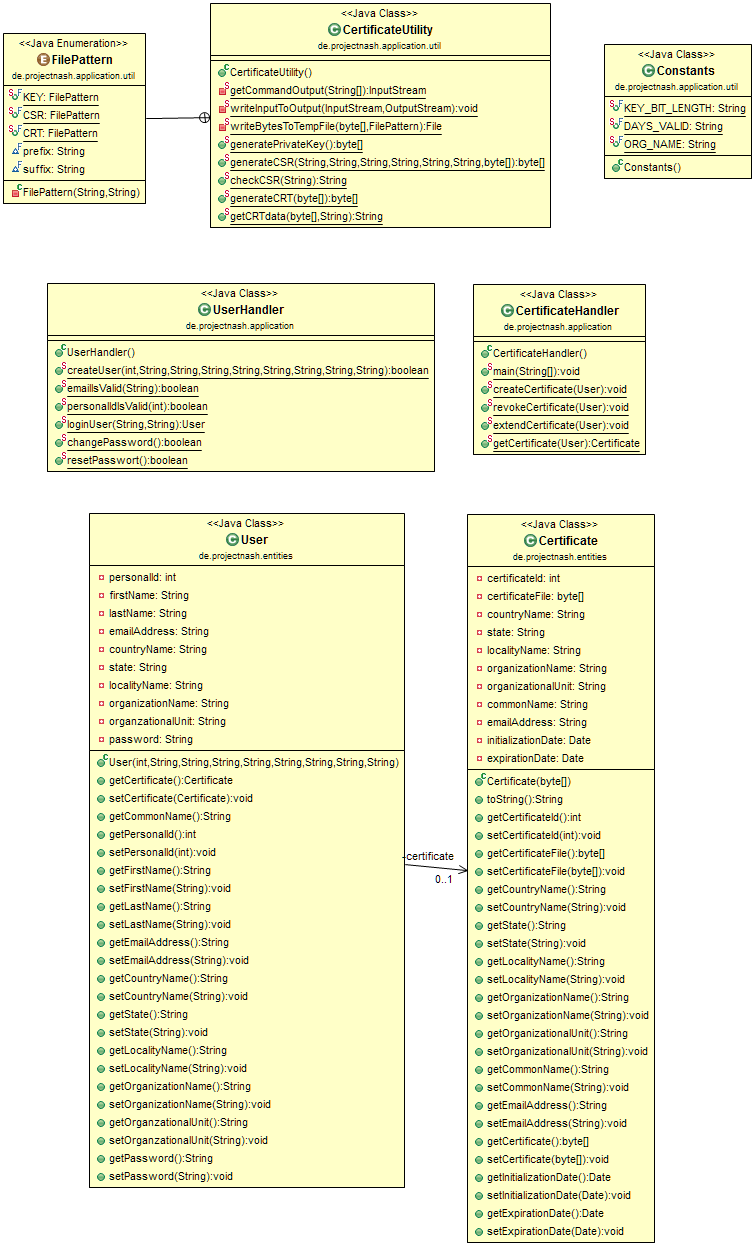 <<Java Enumeration>>
FilePattern
de.projectnash.application.util
KEY: FilePattern
CSR: FilePattern
CRT: FilePattern
prefix: String
suffix: String
FilePattern(String,String)
<<Java Class>>
CertificateUtility
de.projectnash.application.util
CertificateUtility()
getCommandOutput(String[]):InputStream
writeInputToOutput(InputStream,OutputStream):void
writeBytesToTempFile(byte[],FilePattern):File
generatePrivateKey():byte[]
generateCSR(String,String,String,String,String,String,byte[]):byte[]
checkCSR(String):String
generateCRT(byte[]):byte[]
getCRTdata(byte[],String):String
<<Java Class>>
Constants
de.projectnash.application.util
KEY_BIT_LENGTH: String
DAYS_VALID: String
ORG_NAME: String
Constants()
<<Java Class>>
UserHandler
de.projectnash.application
UserHandler()
createUser(int,String,String,String,String,String,String,String,String):boolean
emailIsValid(String):boolean
personalIdIsValid(int):boolean
loginUser(String,String):User
changePassword():boolean
resetPasswort():boolean
<<Java Class>>
CertificateHandler
de.projectnash.application
CertificateHandler()
main(String[]):void
createCertificate(User):void
revokeCertificate(User):void
extendCertificate(User):void
getCertificate(User):Certificate
<<Java Class>>
User
de.projectnash.entities
personalId: int
firstName: String
lastName: String
emailAddress: String
countryName: String
state: String
localityName: String
organizationName: String
organzationalUnit: String
password: String
User(int,String,String,String,String,String,String,String,String)
getCertificate():Certificate
setCertificate(Certificate):void
getCommonName():String
getPersonalId():int
setPersonalId(int):void
getFirstName():String
setFirstName(String):void
getLastName():String
setLastName(String):void
getEmailAddress():String
setEmailAddress(String):void
getCountryName():String
setCountryName(String):void
getState():String
setState(String):void
getLocalityName():String
setLocalityName(String):void
getOrganizationName():String
setOrganizationName(String):void
getOrganzationalUnit():String
setOrganzationalUnit(String):void
getPassword():String
setPassword(String):void
-certificate
0..1
<<Java Class>>
Certificate
de.projectnash.entities
certificateId: int
certificateFile: byte[]
countryName: String
state: String
localityName: String
organizationName: String
organizationalUnit: String
commonName: String
emailAddress: String
initializationDate: Date
expirationDate: Date
Certificate(byte[])
toString():String
getCertificateId():int
setCertificateId(int):void
getCertificateFile():byte[]
setCertificateFile(byte[]):void
getCountryName():String
setCountryName(String):void
getState():String
setState(String):void
getLocalityName():String
setLocalityName(String):void
getOrganizationName():String
setOrganizationName(String):void
getOrganizationalUnit():String
setOrganizationalUnit(String):void
getCommonName():String
setCommonName(String):void
getEmailAddress():String
setEmailAddress(String):void
getCertificate():byte[]
setCertificate(byte[]):void
getInitializationDate():Date
setInitializationDate(Date):void
getExpirationDate():Date
setExpirationDate(Date):void